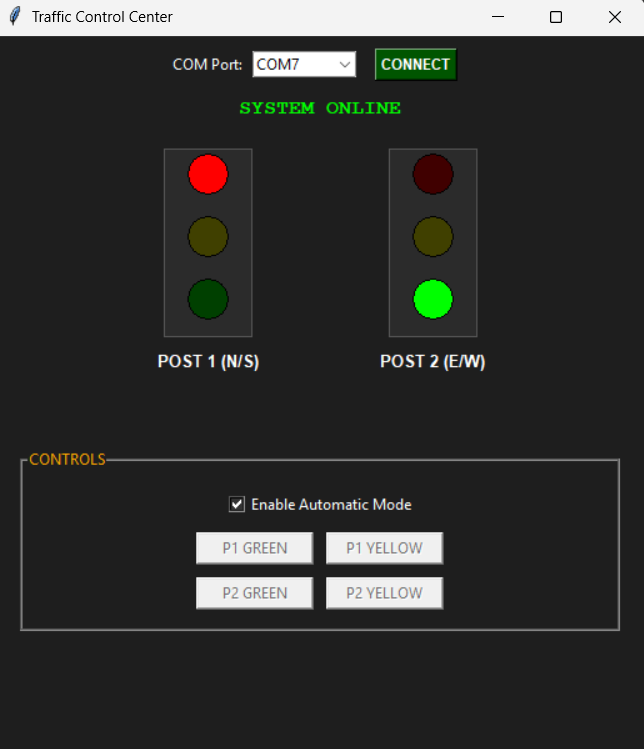 Traffic Control Center
COM Port: COM7 CONNECT
SYSTEM ONLINE
POST 1 (N/S) POST 2 (E/W)
CONTROLS
Enable Automatic Mode
P1 GREEN P1 YELLOW
P2 GREEN P2 YELLOW